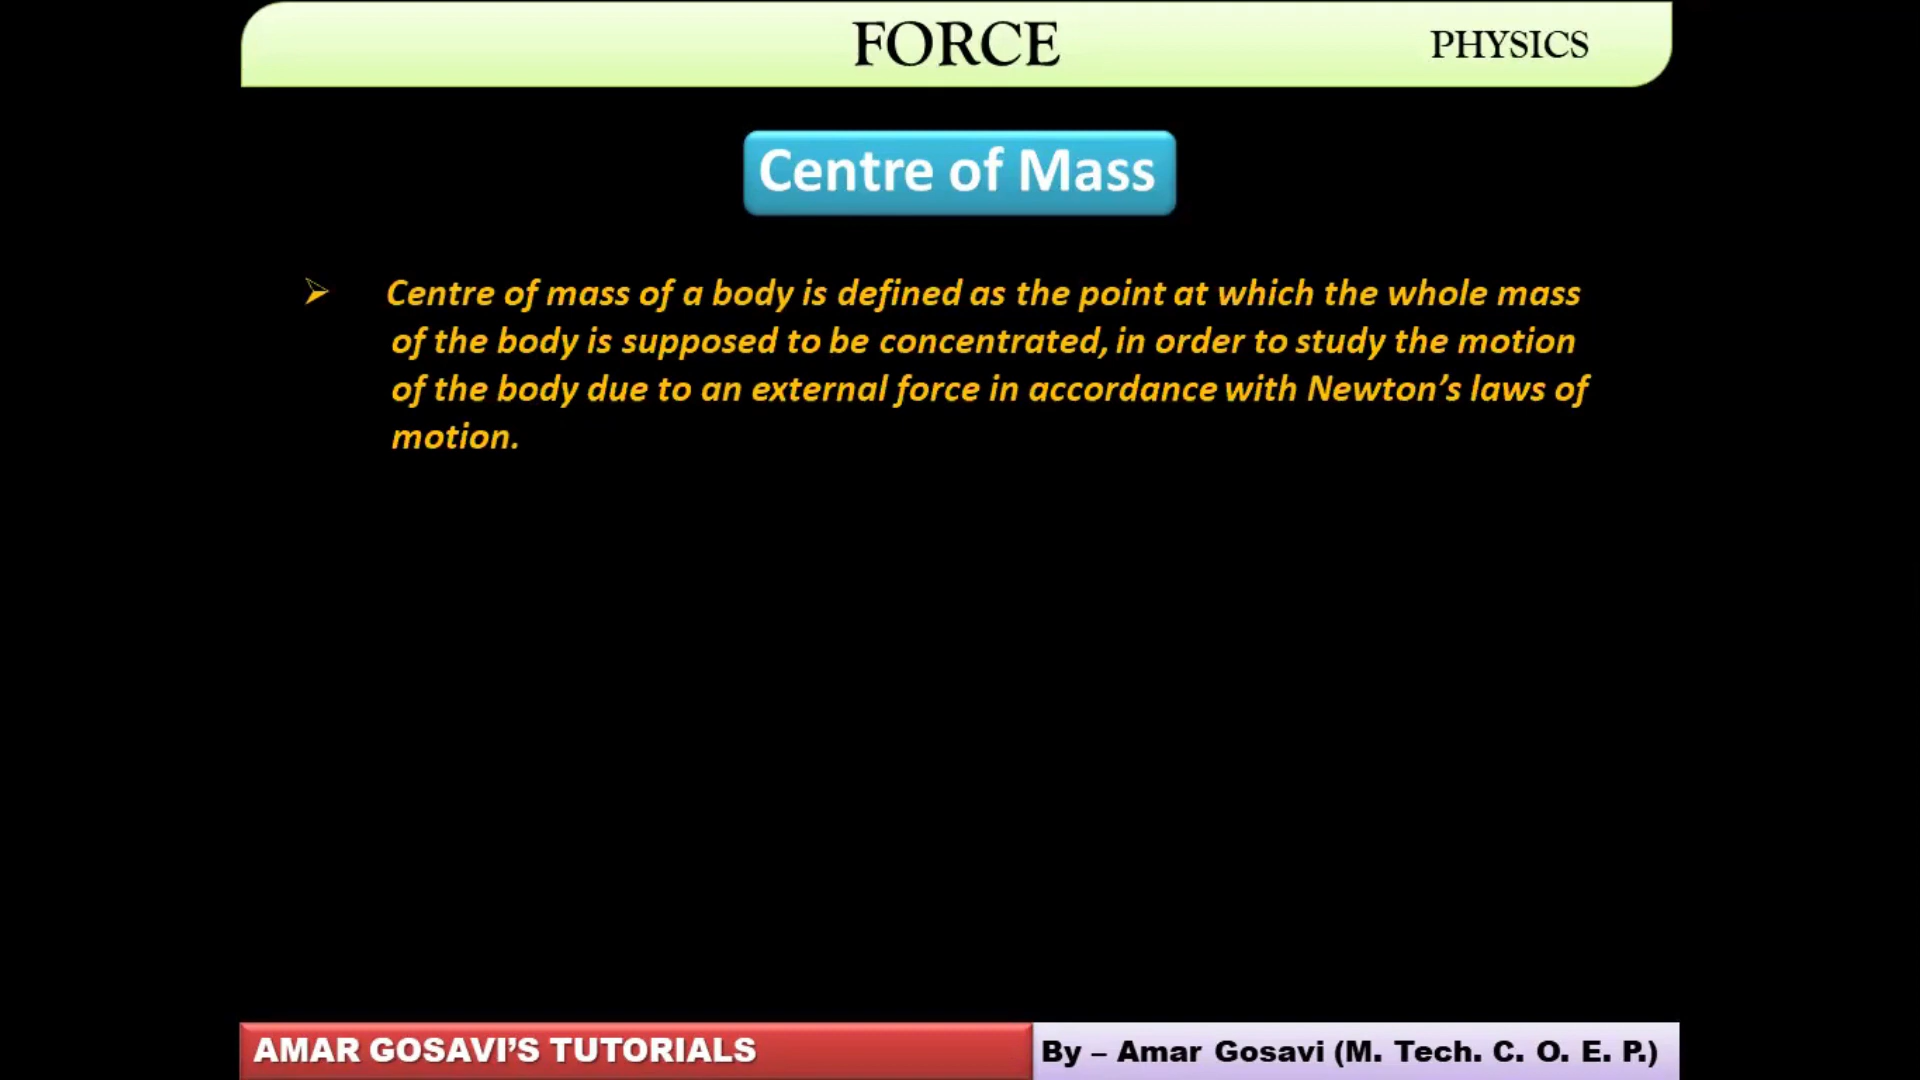 FORCE
PHYSICS
Centre of Mass
➢ Centre of mass of a body is defined as the point at which the whole mass
of the body is supposed to be concentrated, in order to study the motion
of the body due to an external force in accordance with Newton’s laws of
motion.
AMAR GOSAVI’S TUTORIALS
By – Amar Gosavi (M. Tech. C. O. E. P.)